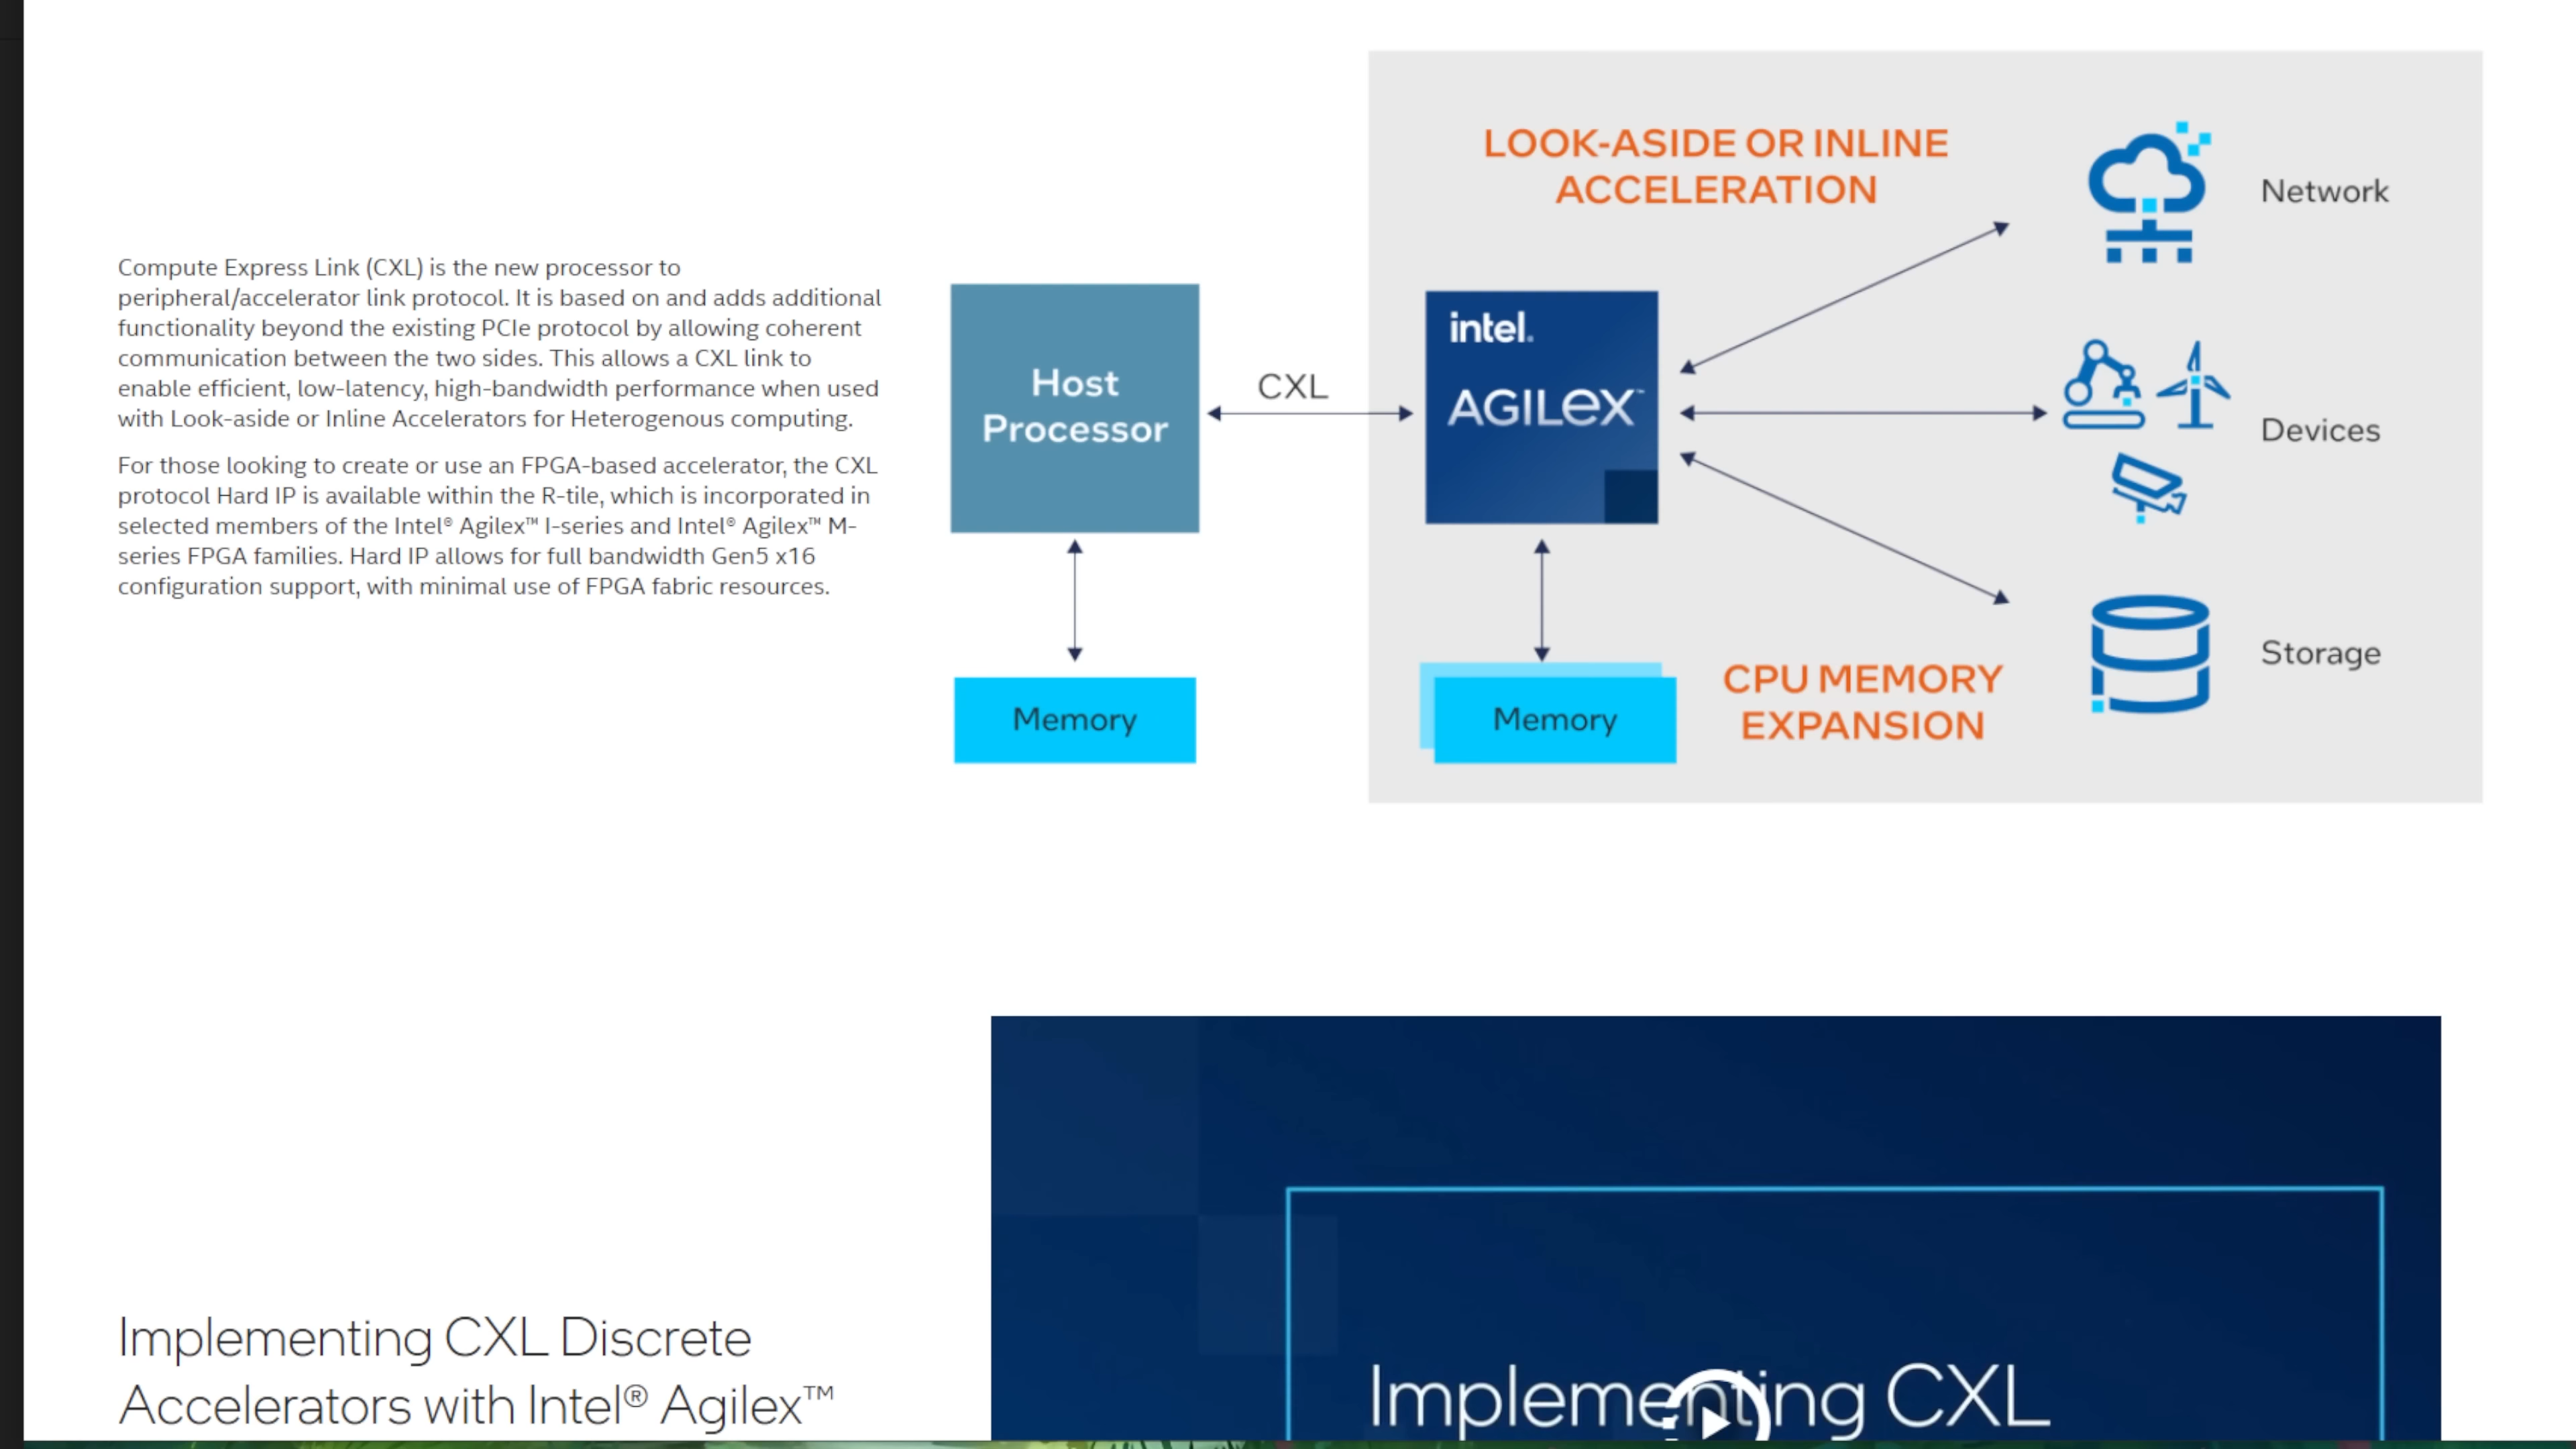 Compute Express Link (CXL) is the new processor to
peripheral/accelerator link protocol. It is based on and adds additional
functionality beyond the existing PCIe protocol by allowing coherent
communication between the two sides. This allows a CXL link to
enable efficient, low-latency, high-bandwidth performance when used
with Look-aside or Inline Accelerators for Heterogenous computing.
For those looking to create or use an FPGA-based accelerator, the CXL
protocol Hard IP is available within the R-tile, which is incorporated in
selected members of the Intel® Agilex™ I-series and Intel® Agilex™ M-
series FPGA families. Hard IP allows for full bandwidth Gen5 x16
configuration support, with minimal use of FPGA fabric resources.
LOOK-ASIDE OR INLINE
ACCELERATION
Host
Processor
CXL
intel.
AGILEX™
Network
Devices
Storage
Memory
Memory
CPU MEMORY
EXPANSION
Implementing CXL Discrete
Accelerators with Intel® Agilex™
Implementing CXL